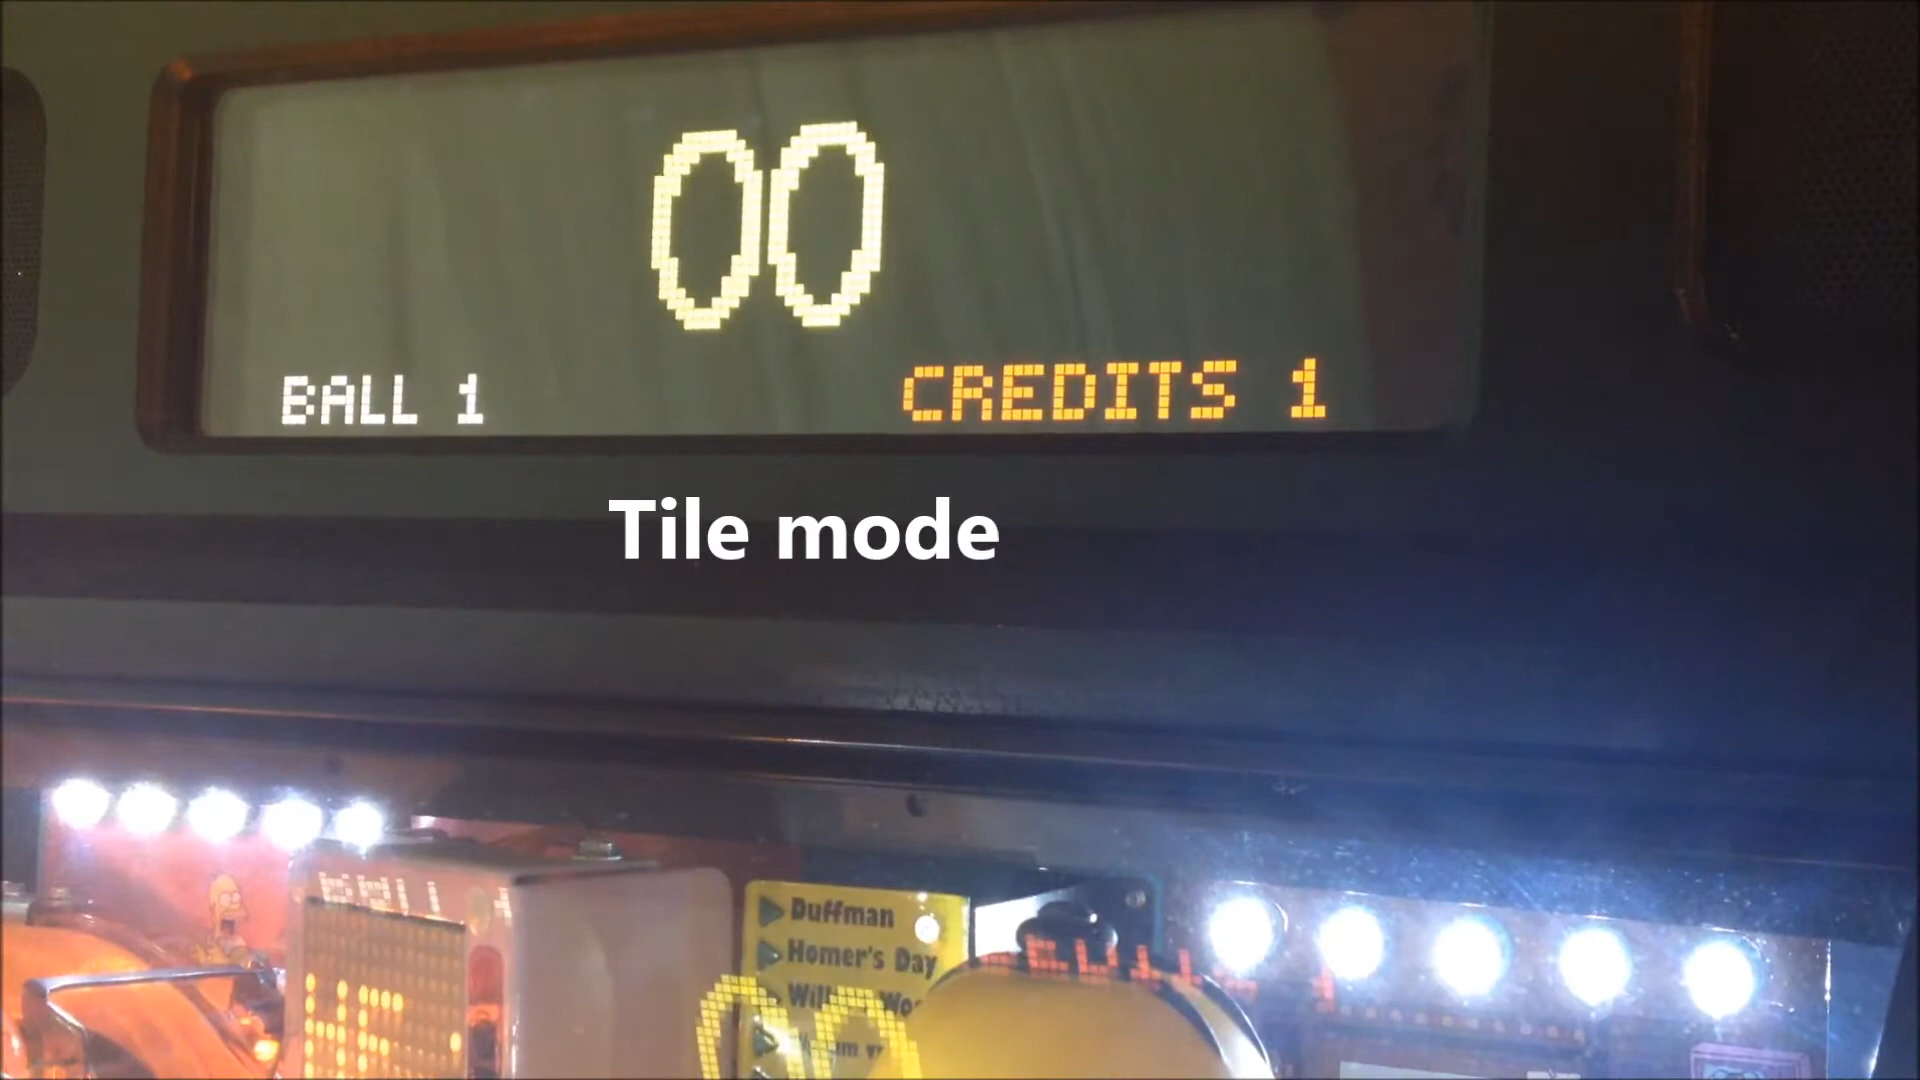 00
BALL 1
CREDITS 1
Tile mode
Duffman
Homer's Day